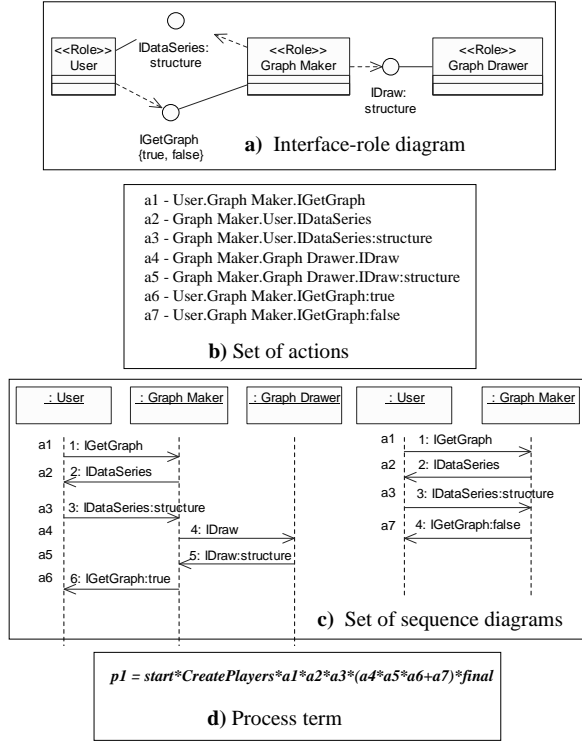 <<Role>>
User
IDataSeries:
structure
<<Role>>
Graph Maker
<<Role>>
Graph Drawer
IDraw:
structure
IGetGraph
{true, false}
a) Interface-role diagram
a1 - User.Graph Maker.IGetGraph
a2 - Graph Maker.User.IDataSeries
a3 - Graph Maker.User.IDataSeries:structure
a4 - Graph Maker.Graph Drawer.IDraw
a5 - Graph Maker.Graph Drawer.IDraw:structure
a6 - User.Graph Maker.IGetGraph:true
a7 - User.Graph Maker.IGetGraph:false
b) Set of actions
: User
: Graph Maker
: Graph Drawer
a1
1: IGetGraph
a2
2: IDataSeries
a3
3: IDataSeries:structure
a4
4: IDraw
a5
5: IDraw:structure
a6
6: IGetGraph:true
: User
: Graph Maker
a1
1: IGetGraph
a2
2: IDataSeries
a3
3: IDataSeries:structure
a7
4: IGetGraph:false
c) Set of sequence diagrams
p1 = start*CreatePlayers*a1*a2*a3*(a4*a5*a6+a7)*final
d) Process term